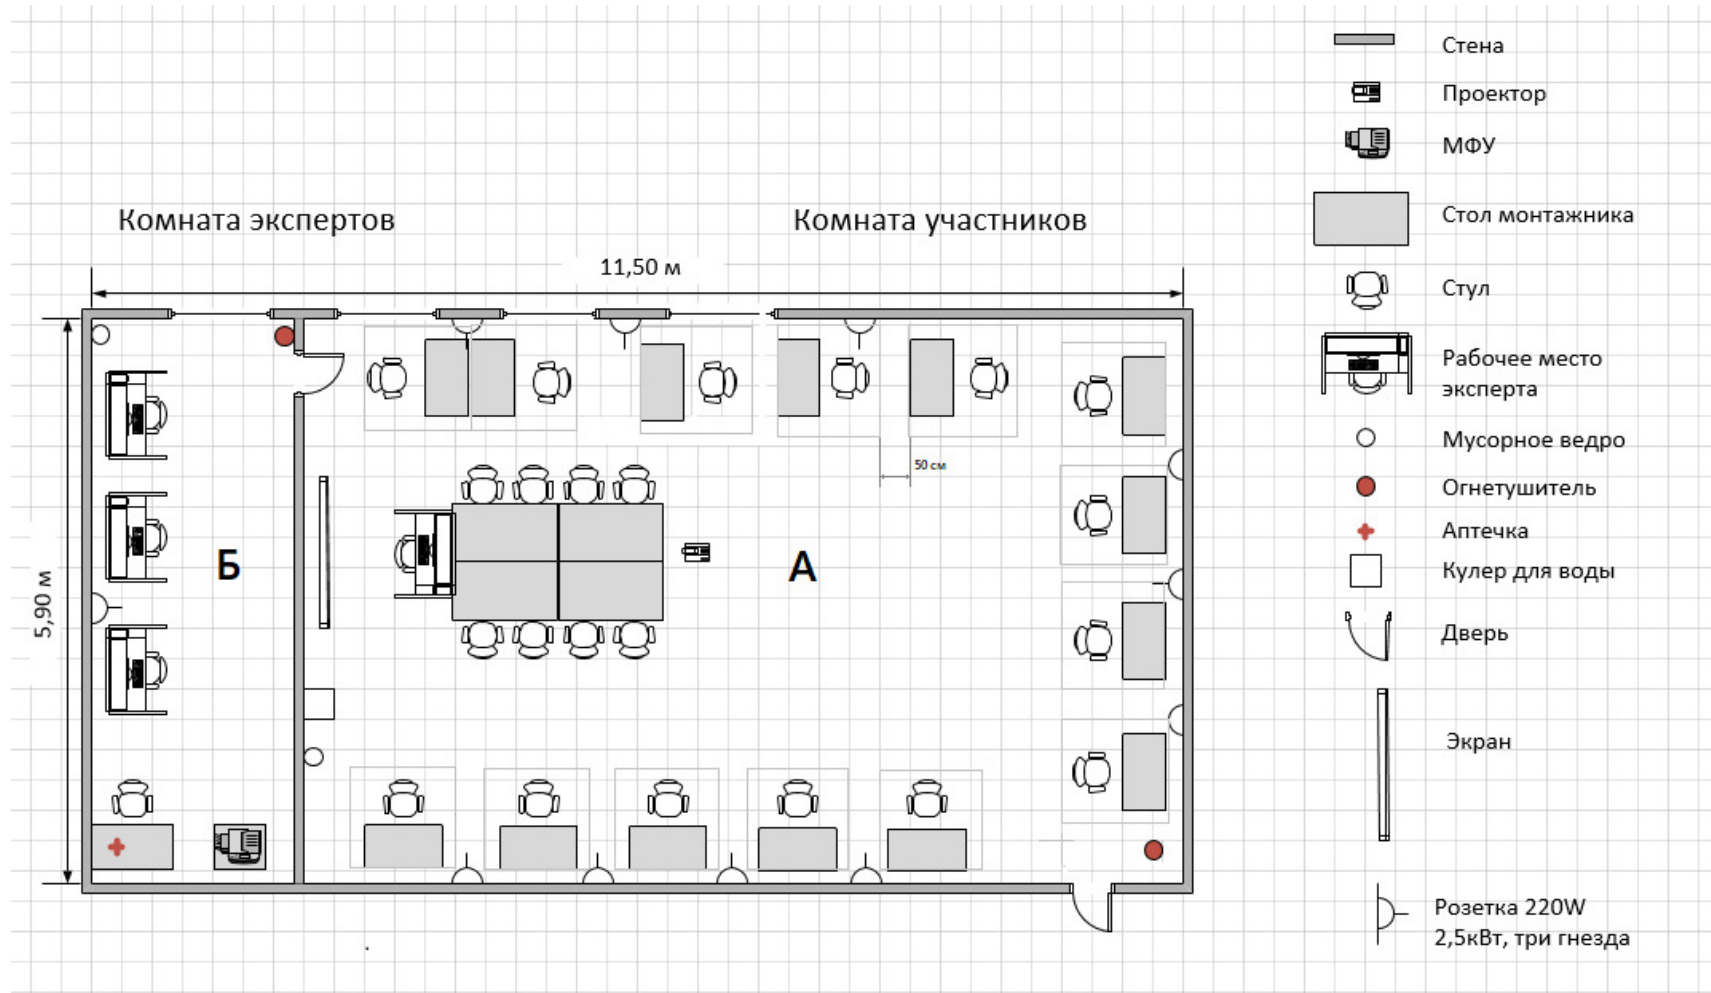 Комната экспертов
Комната участников
11,50 м
5,90 м
50 см
Б
А
Стена
Проектор
МФУ
Стол монтажника
Стул
Рабочее место
эксперта
Мусорное ведро
Огнетушитель
Аптечка
Кулер для воды
Дверь
Экран
Розетка 220W
2,5кВт, три гнезда